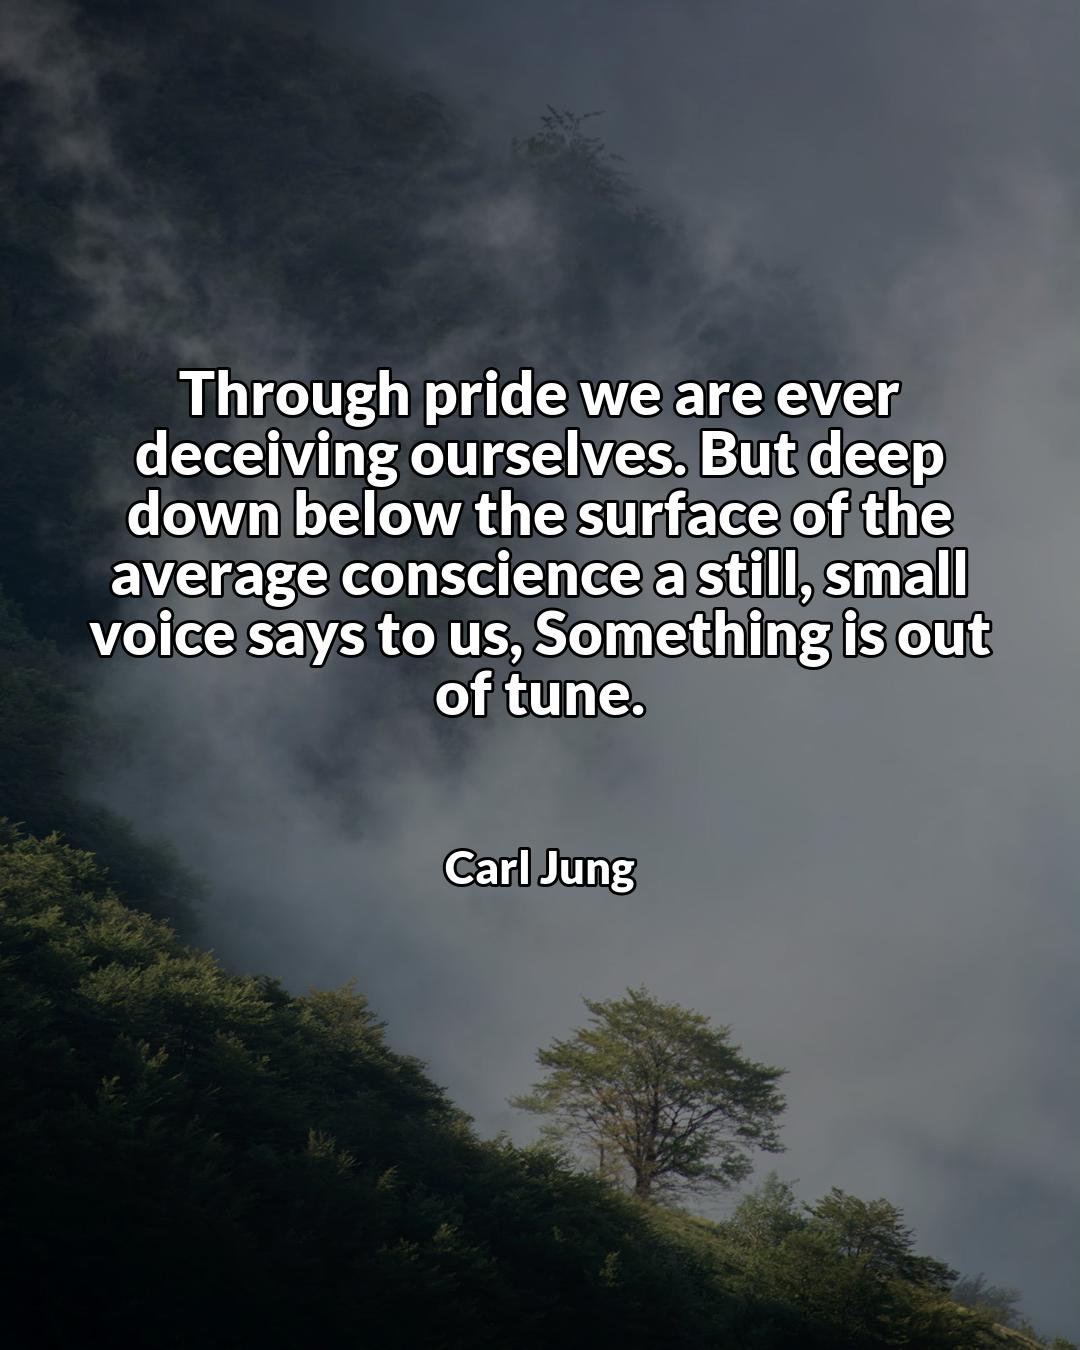 Through pride we are ever
deceiving ourselves. But deep
down below the surface of the
average conscience a still, small
voice says to us, Something is out
of tune.
Carl Jung